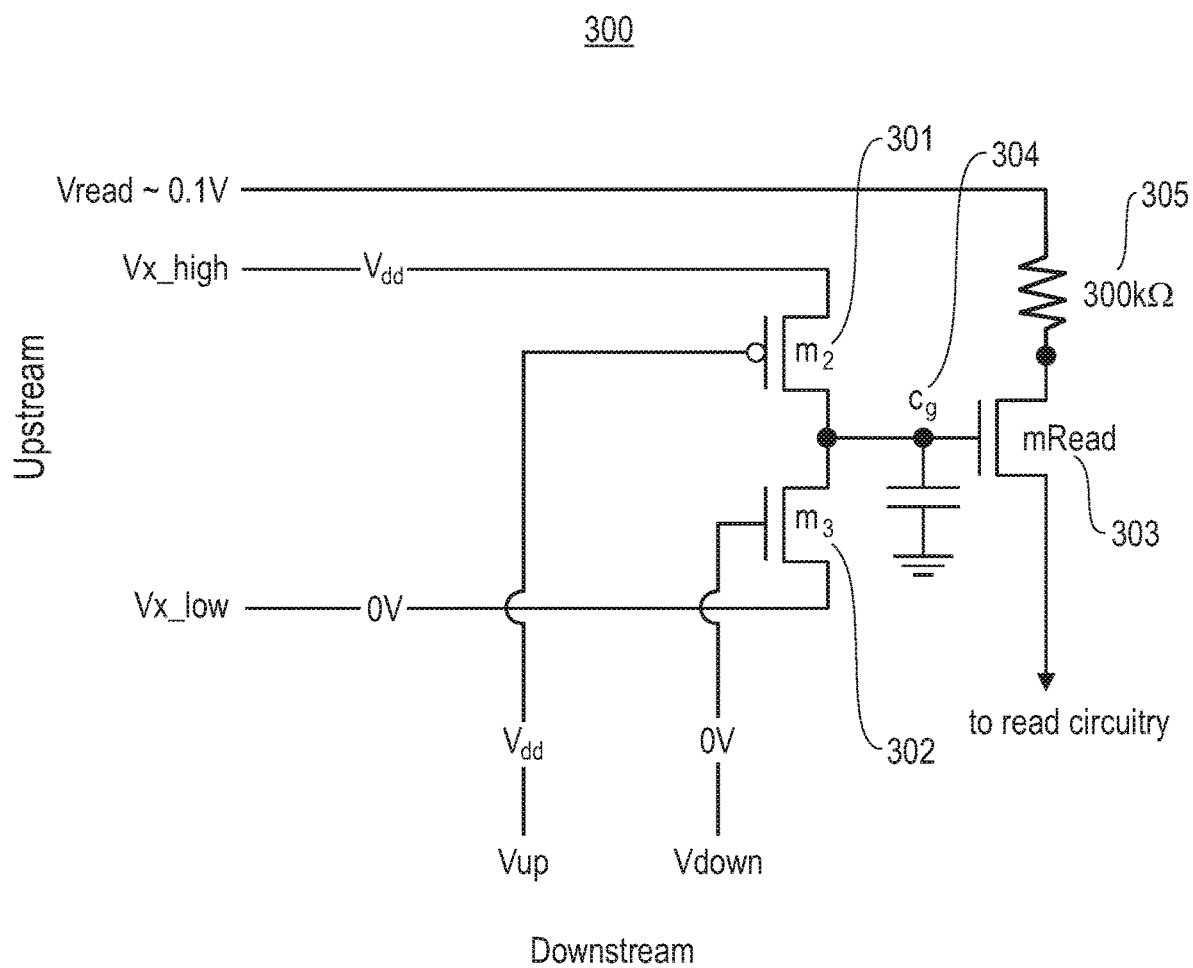 300
301
304
Vread ~ 0.1V
305
Vx_high
Vdd
300kΩ
m2
cg
mRead
Upstream
m3
303
Vx_low
0V
to read circuitry
Vdd
0V
302
Vup
Vdown
Downstream